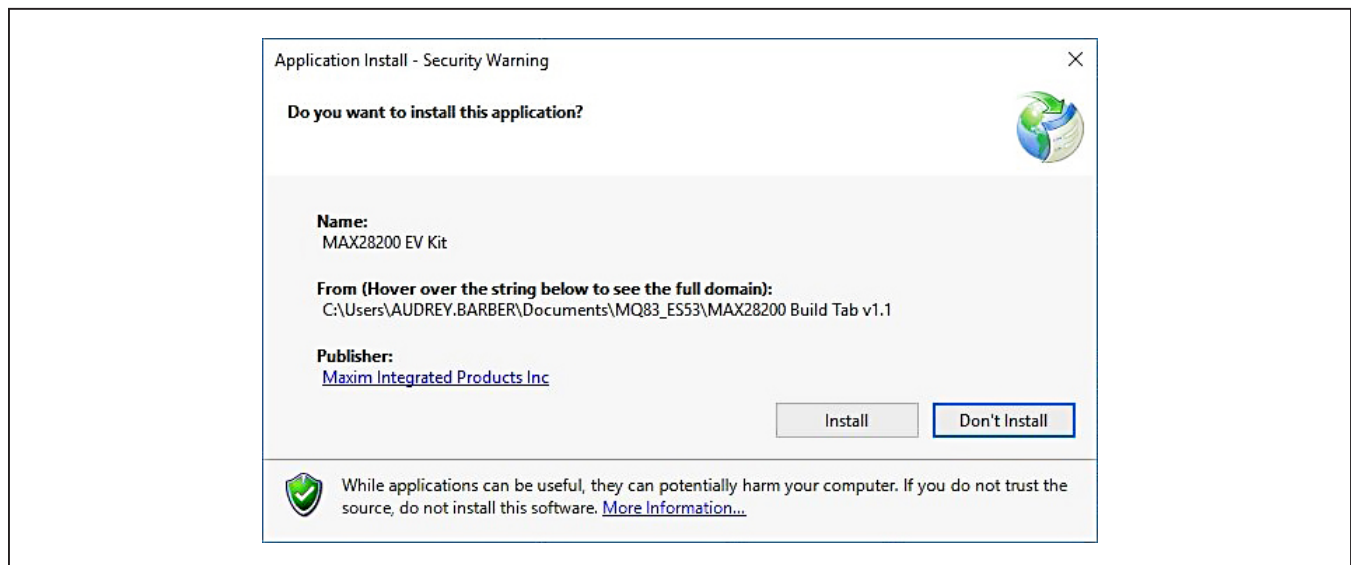 Application Install - Security Warning
Do you want to install this application?
Name:
MAX28200 EV Kit
From (Hover over the string below to see the full domain):
C:\Users\AUDREY.BARBER\Documents\MQ83_ES53\MAX28200 Build Tab v1.1
Publisher:
Maxim Integrated Products Inc
Install
Don't Install
While applications can be useful, they can potentially harm your computer. If you do not trust the
source, do not install this software. More Information...